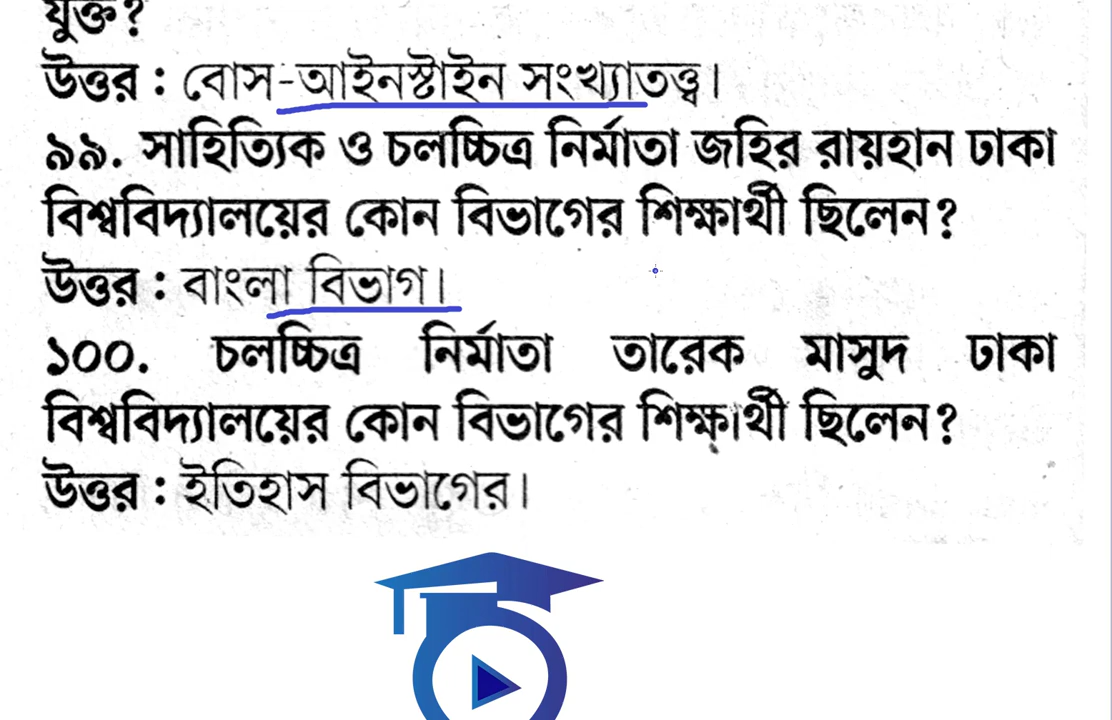 যুক্ত?
উত্তর : বোস-আইনস্টাইন সংখ্যাতত্ত্ব।
৯৯. সাহিত্যিক ও চলচ্চিত্র নির্মাতা জহির রায়হান ঢাকা
বিশ্ববিদ্যালয়ের কোন বিভাগের শিক্ষার্থী ছিলেন?
উত্তর : বাংলা বিভাগ।
১০০. চলচ্চিত্র নির্মাতা তারেক মাসুদ ঢাকা
বিশ্ববিদ্যালয়ের কোন বিভাগের শিক্ষার্থী ছিলেন?
উত্তর : ইতিহাস বিভাগের।